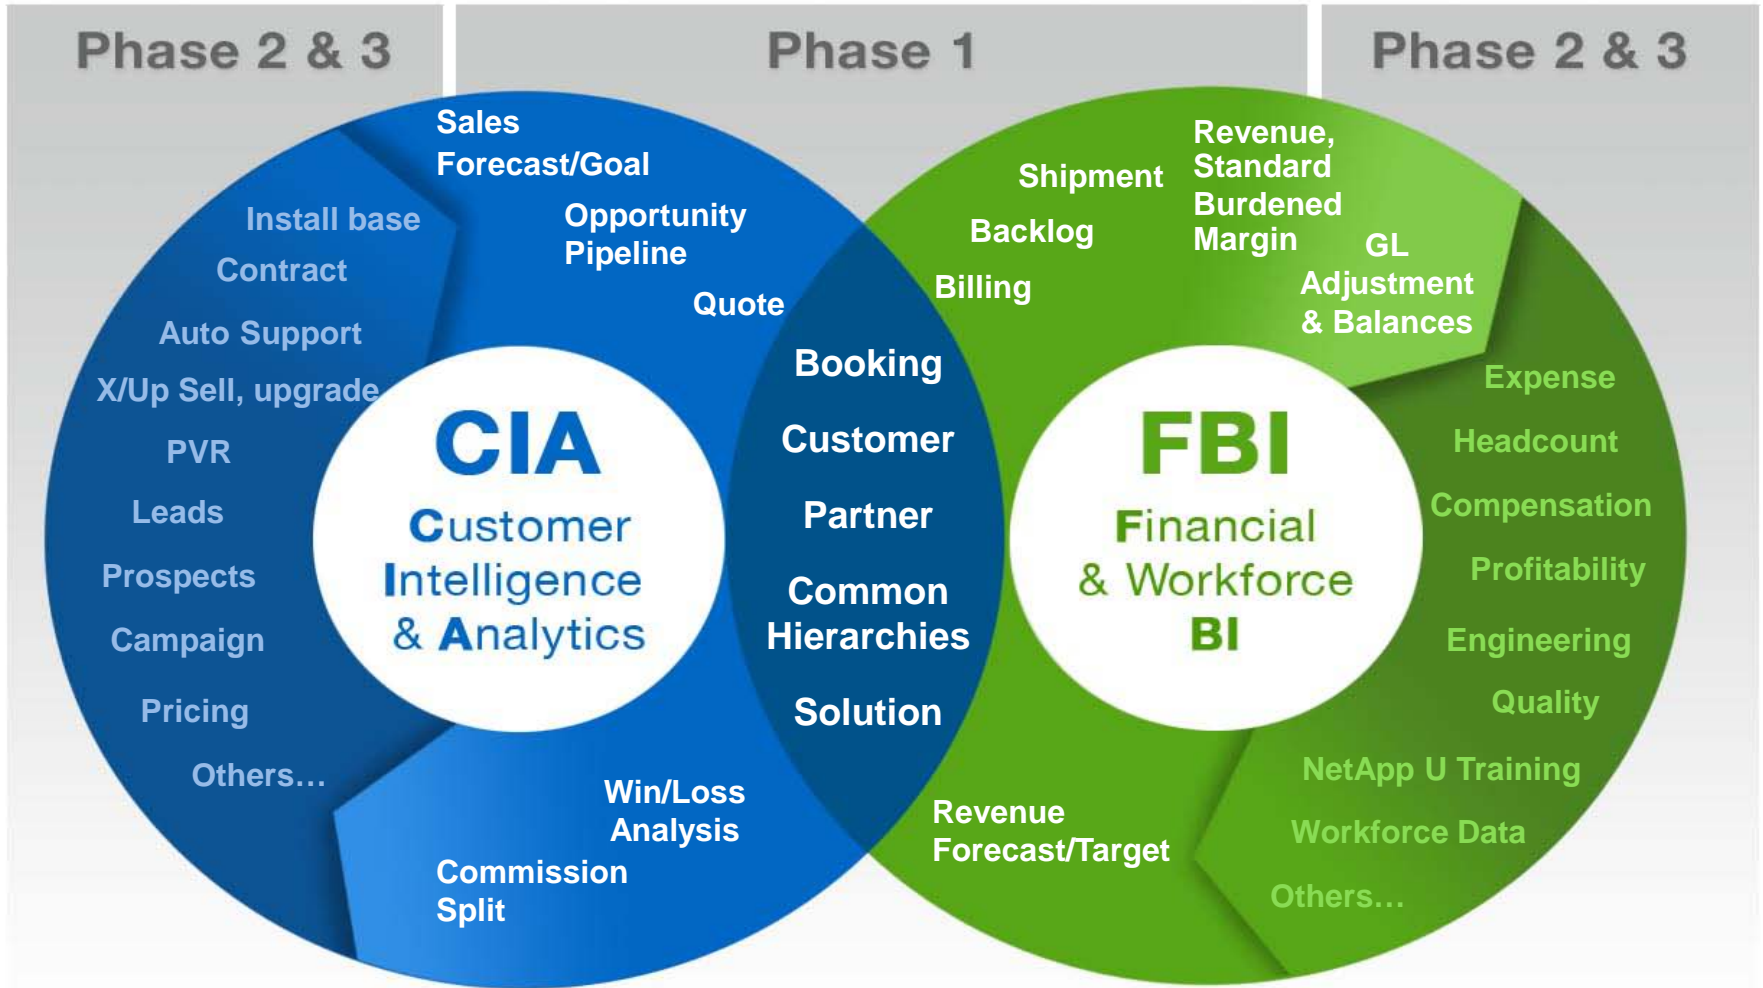 Phase 2 & 3
Phase 1
Phase 2 & 3
Sales
Forecast/Goal
Opportunity
Pipeline
Quote
Install base
Contract
Auto Support
X/Up Sell, upgrade
PVR
Leads
Prospects
Campaign
Pricing
Others…
CIA
Customer
Intelligence
& Analytics
Win/Loss
Analysis
Commission
Split
Booking
Customer
Partner
Common
Hierarchies
Solution
Shipment
Backlog
Billing
Revenue,
Standard
Burdened
Margin
GL
Adjustment
& Balances
FBI
Financial
& Workforce
BI
Revenue
Forecast/Target
Expense
Headcount
Compensation
Profitability
Engineering
Quality
NetApp U Training
Workforce Data
Others…